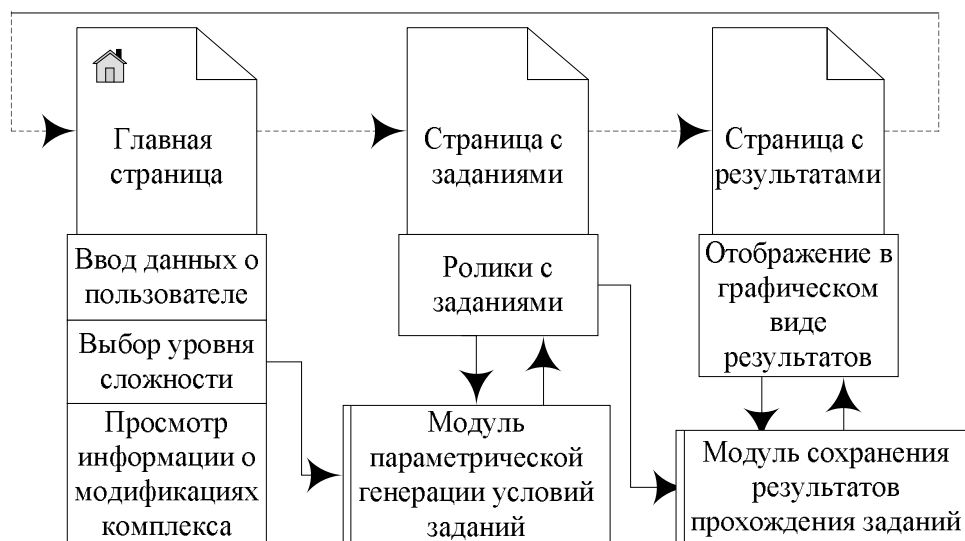 Главная
страница
Страница с
заданиями
Страница с
результатами
Ввод данных о
пользователе
Выбор уровня
сложности
Просмотр
информации о
модификациях
комплекса
Ролики с
заданиями
Отображение в
графическом
виде
результатов
Модуль
параметрической
генерации условий
заданий
Модуль сохранения
результатов
прохождения заданий